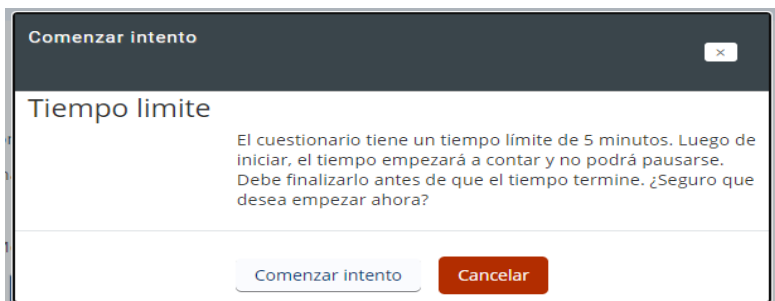 Comenzar intento
×
Tiempo limite
El cuestionario tiene un tiempo límite de 5 minutos. Luego de
iniciar, el tiempo empezará a contar y no podrá pausarse.
Debe finalizarlo antes de que el tiempo termine. ¿Seguro que
desea empezar ahora?
Comenzar intento
Cancelar